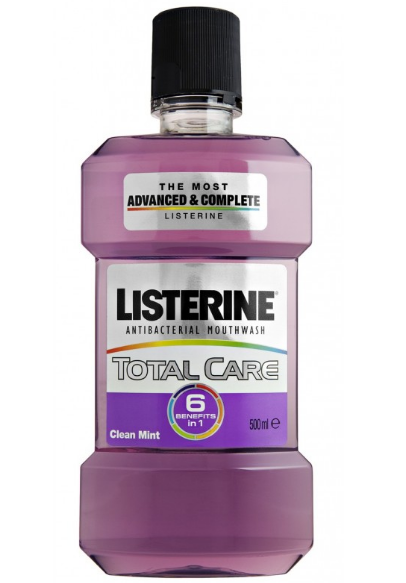 THE MOST
ADVANCED & COMPLETE
LISTERINE
LISTERINE®
ANTIBACTERIAL MOUTHWASH
TOTAL CARE
6
BENEFITS
in 1
Clean Mint
500ml ℮